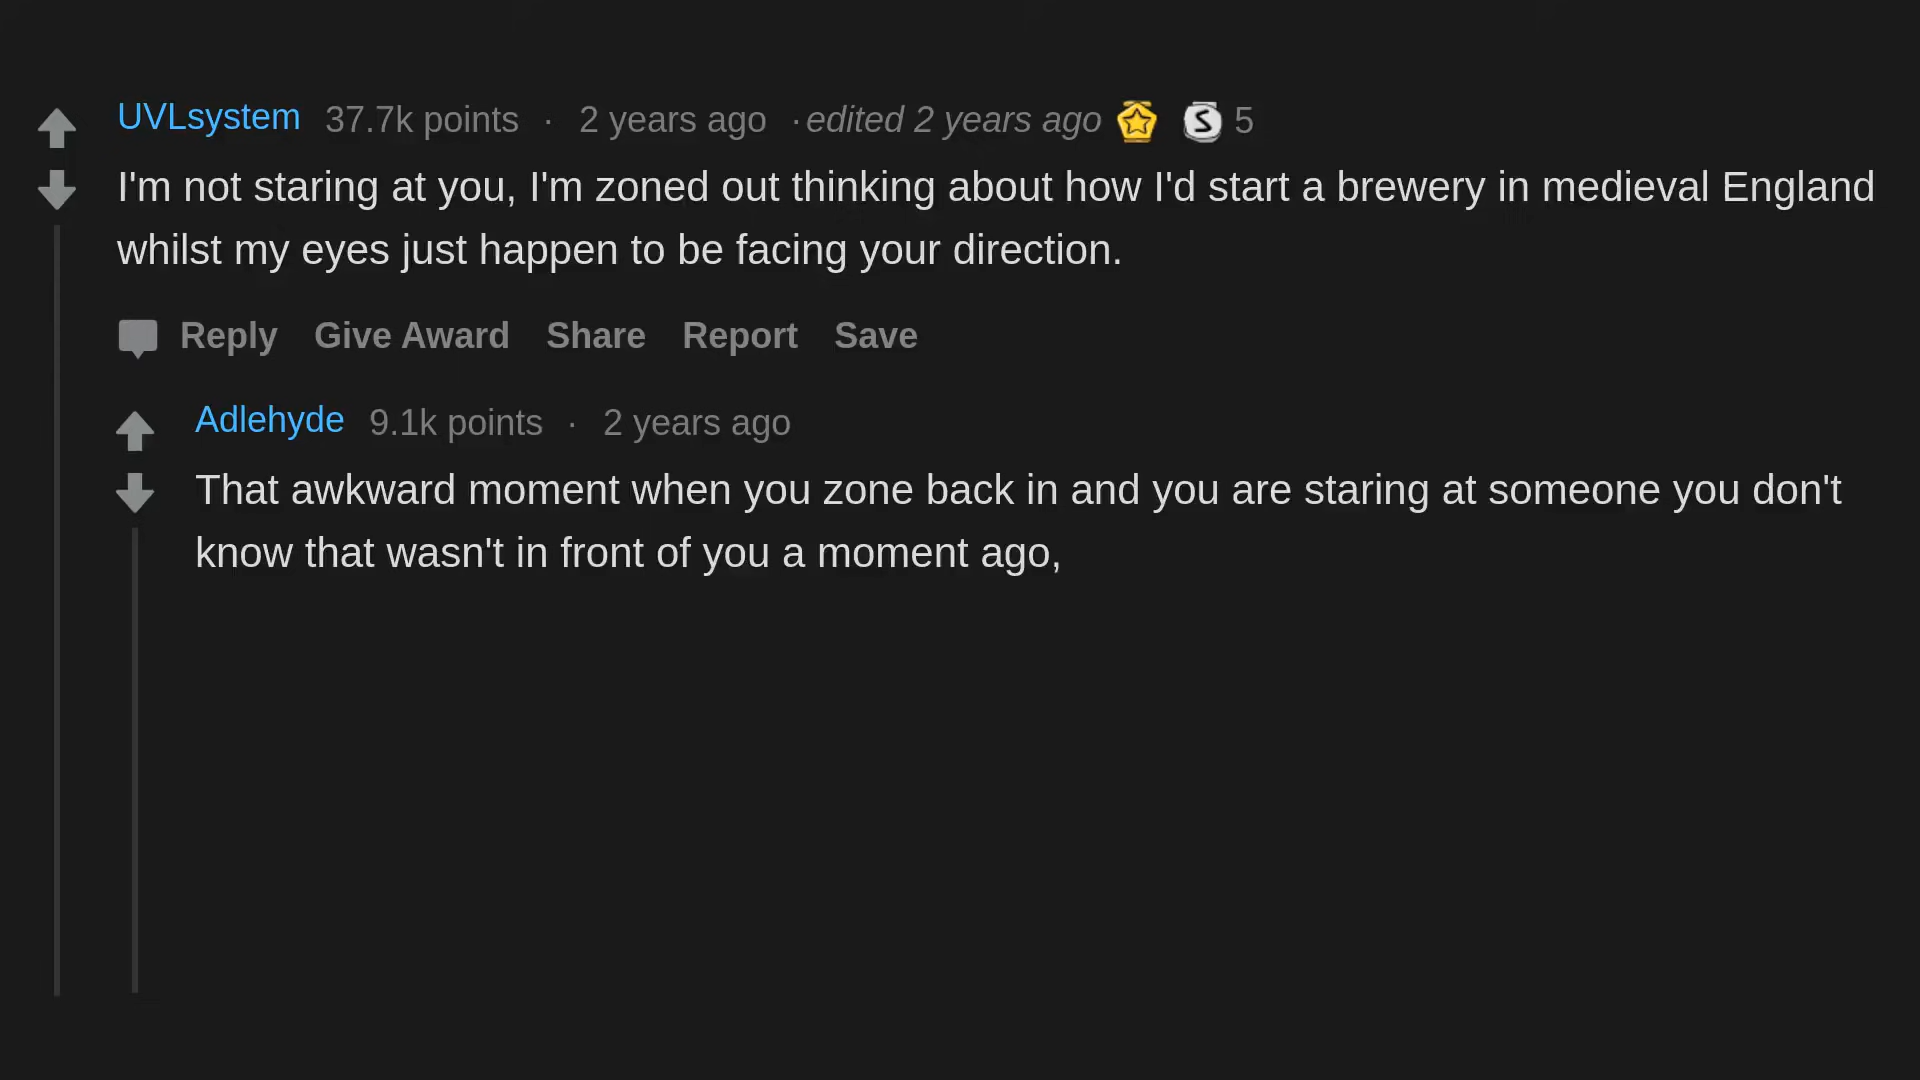 UVLsystem 37.7k points · 2 years ago · edited 2 years ago S 5
I'm not staring at you, I'm zoned out thinking about how I'd start a brewery in medieval England
whilst my eyes just happen to be facing your direction.
Reply Give Award Share Report Save
Adlehyde 9.1k points · 2 years ago
That awkward moment when you zone back in and you are staring at someone you don't
know that wasn't in front of you a moment ago,